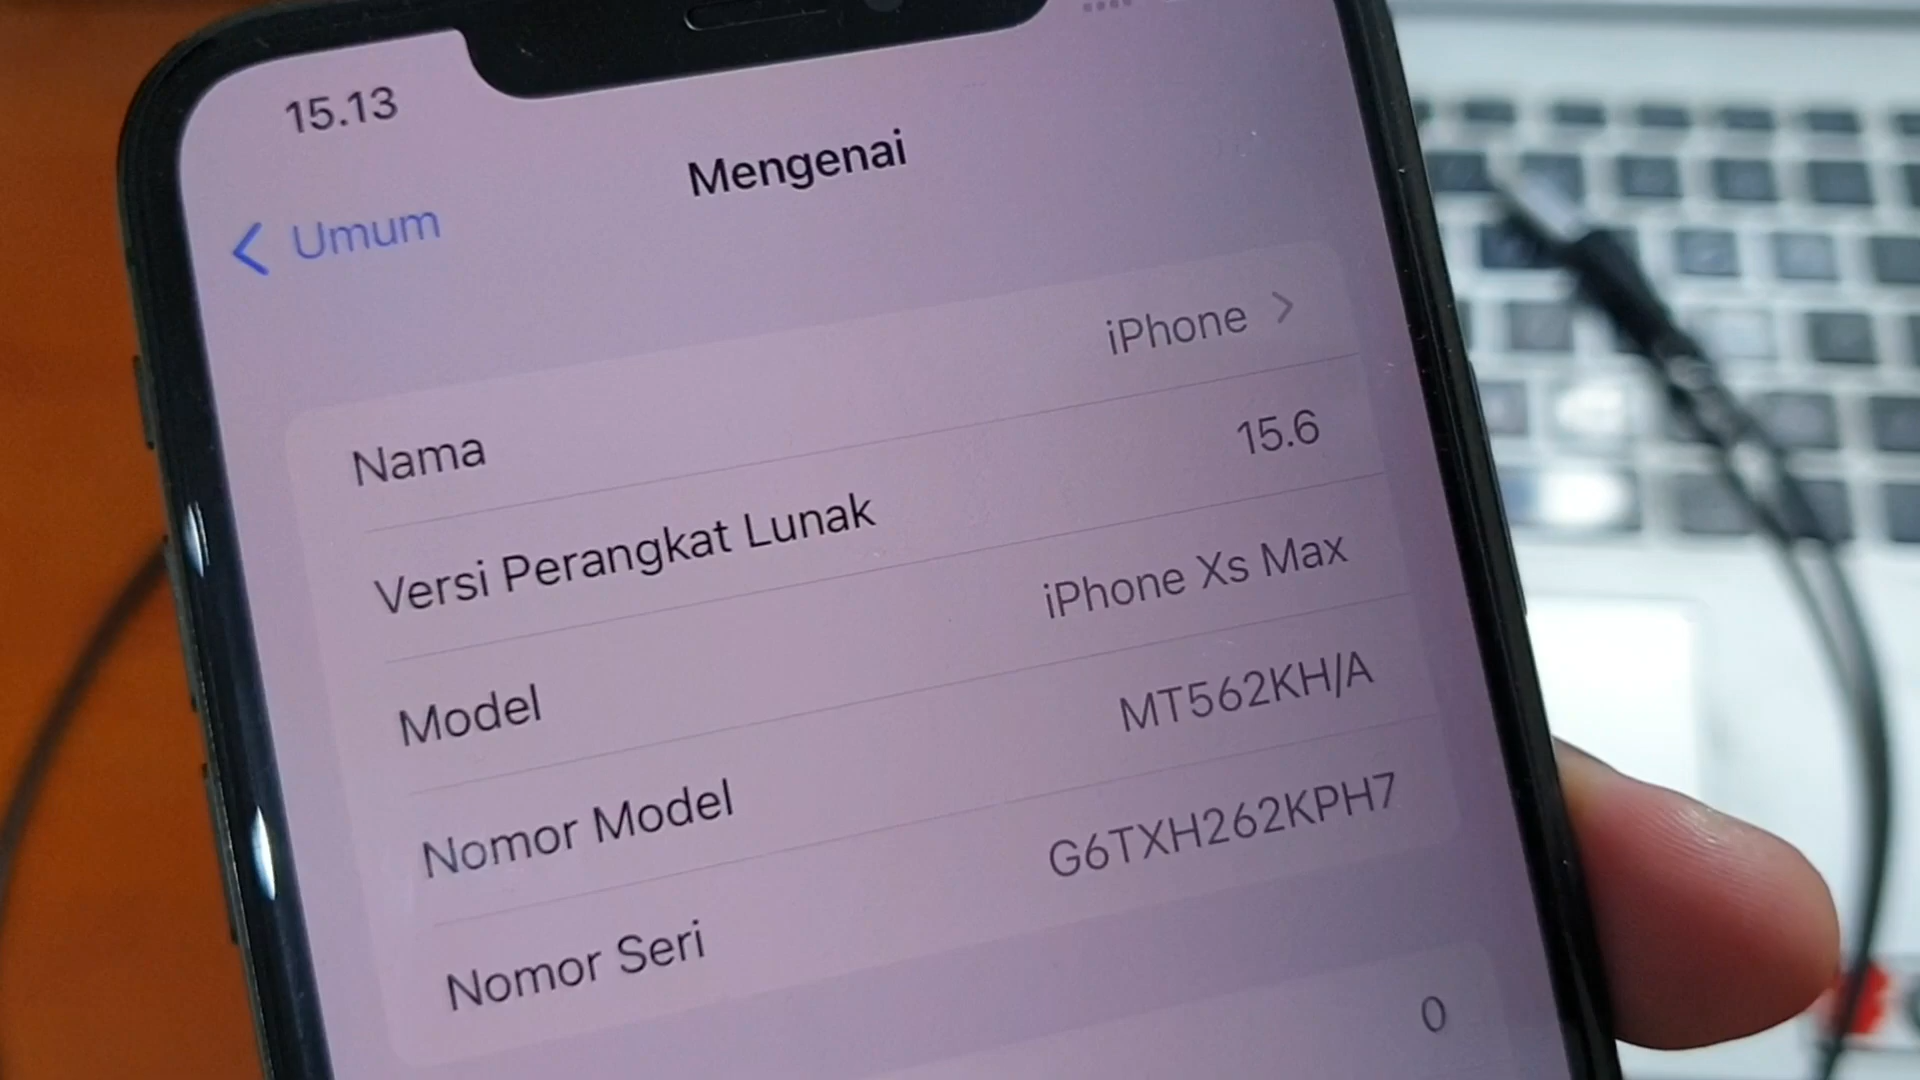 15.13
Umum
Mengenai
Nama iPhone
Versi Perangkat Lunak 15.6
Model iPhone Xs Max
Nomor Model MT562KH/A
Nomor Seri G6TXH262KPH7
0